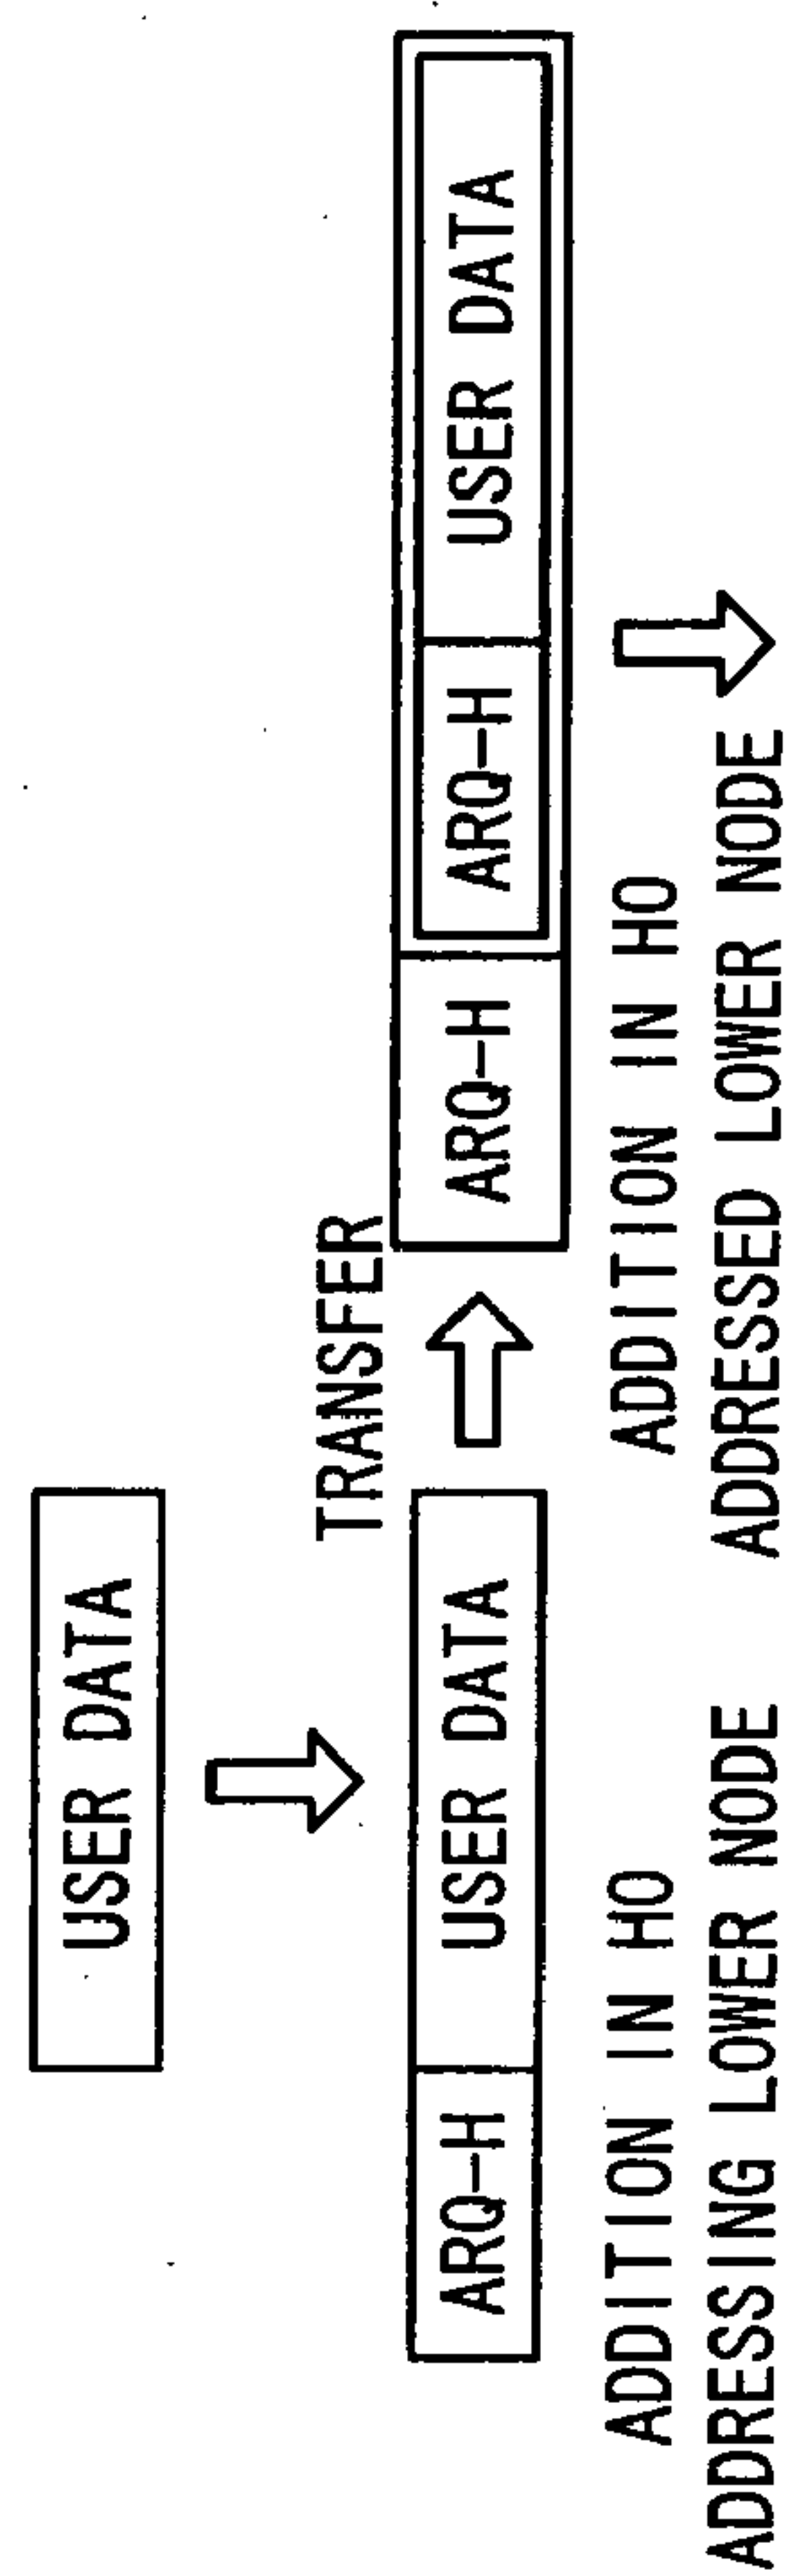 USER DATA
TRANSFER
ARQ-H USER DATA
ARQ-H ARQ-H USER DATA
ADDITION IN HO
ADDRESSING LOWER NODE
ADDITION IN HO
ADDRESSED LOWER NODE